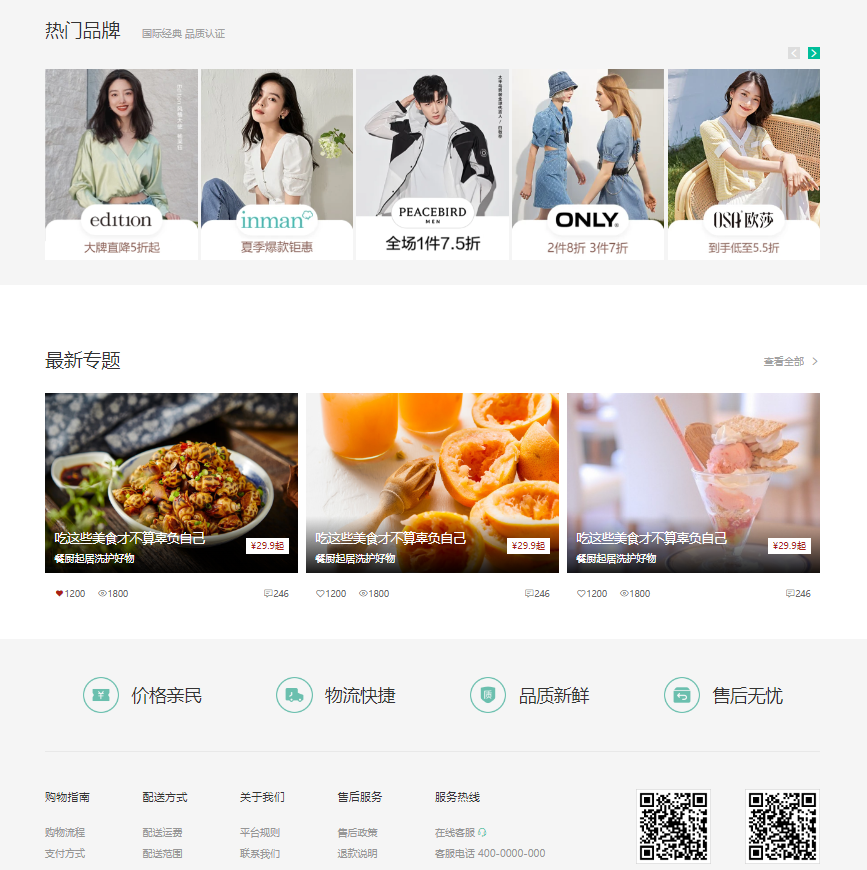 热门品牌 国际经典 品质认证
edition
大牌直降5折起
inman
夏季爆款钜惠
PEACEBIRD
MEN
全场1件7.5折
ONLY
2件8折 3件7折
OSA欧莎
到手低至5.5折
最新专题 查看全部
吃这些美食才不算辜负自己
餐厨起居洗护好物
¥29.9起
1200 1800 246
吃这些美食才不算辜负自己
餐厨起居洗护好物
¥29.9起
1200 1800 246
吃这些美食才不算辜负自己
餐厨起居洗护好物
¥29.9起
1200 1800 246
价格亲民 物流快捷 品质新鲜 售后无忧
购物指南 配送方式 关于我们 售后服务 服务热线
购物流程 配送运费 平台规则 售后政策 在线客服
支付方式 配送范围 联系我们 退款说明 客服电话 400-0000-000